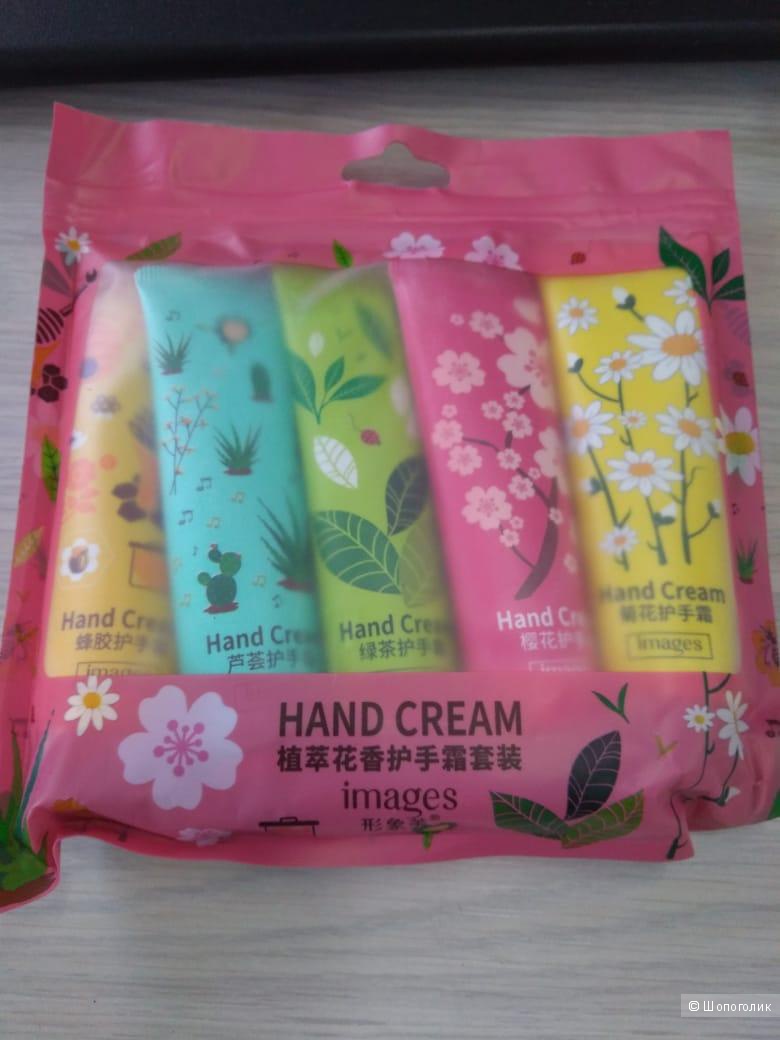 Hand Cre
蜂胶护手
images
Hand Cre
芦荟护手
Hand Cre
绿茶护手
Hand Cre
樱花护手
Hand Cream
菊花护手霜
images
HAND CREAM
植萃花香护手霜套装
images
形象美®
© Шопоголик